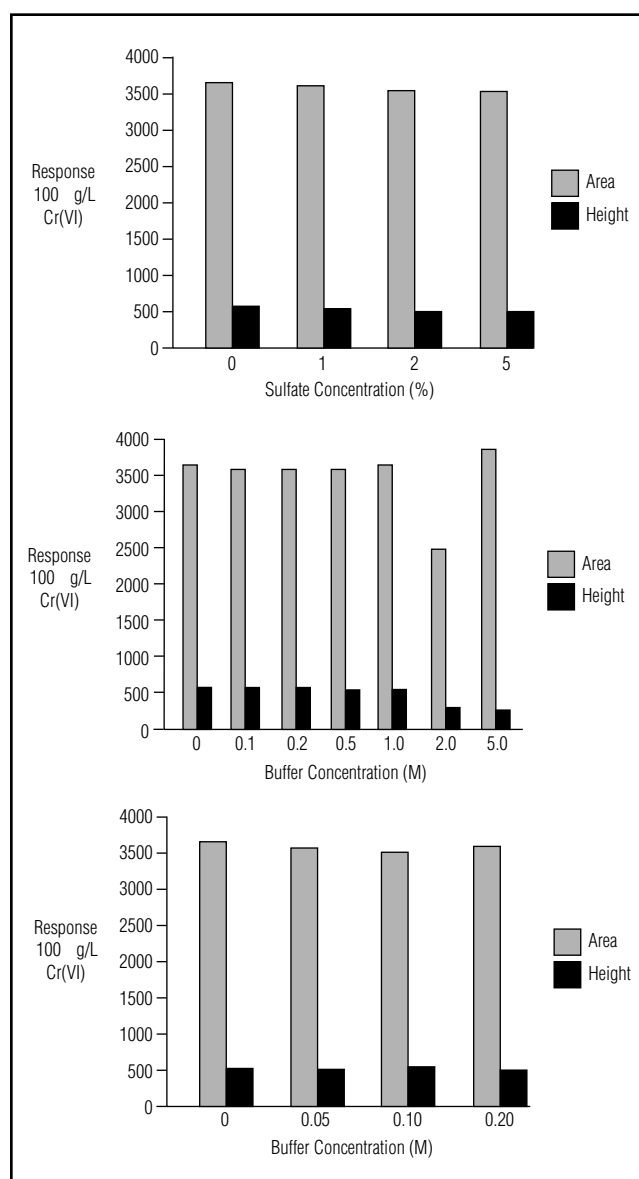 4000
3500
3000
2500
2000
1500
1000
500
0
Response
100 g/L
Cr(VI)
Area
Height
0 1 2 5
Sulfate Concentration (%)
4000
3500
3000
2500
2000
1500
1000
500
0
Response
100 g/L
Cr(VI)
Area
Height
0 0.1 0.2 0.5 1.0 2.0 5.0
Buffer Concentration (M)
4000
3500
3000
2500
2000
1500
1000
500
0
Response
100 g/L
Cr(VI)
Area
Height
0 0.05 0.10 0.20
Buffer Concentration (M)